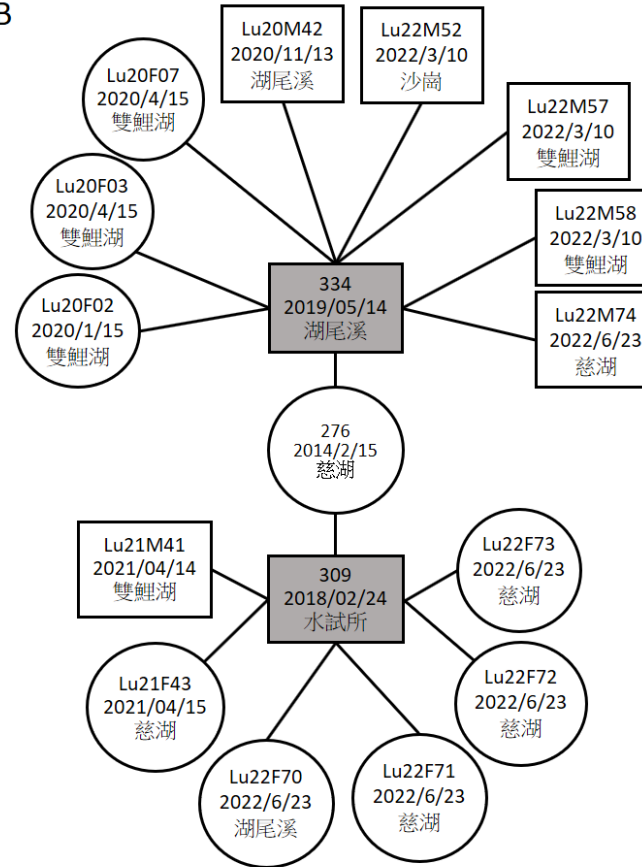 B
Lu20M42
2020/11/13
湖尾溪
Lu22M52
2022/3/10
沙崗
Lu20F07
2020/4/15
雙鯉湖
Lu22M57
2022/3/10
雙鯉湖
Lu20F03
2020/4/15
雙鯉湖
Lu22M58
2022/3/10
雙鯉湖
Lu20F02
2020/1/15
雙鯉湖
334
2019/05/14
湖尾溪
Lu22M74
2022/6/23
慈湖
276
2014/2/15
慈湖
Lu21M41
2021/04/14
雙鯉湖
309
2018/02/24
水試所
Lu22F73
2022/6/23
慈湖
Lu21F43
2021/04/15
慈湖
Lu22F72
2022/6/23
慈湖
Lu22F70
2022/6/23
湖尾溪
Lu22F71
2022/6/23
慈湖